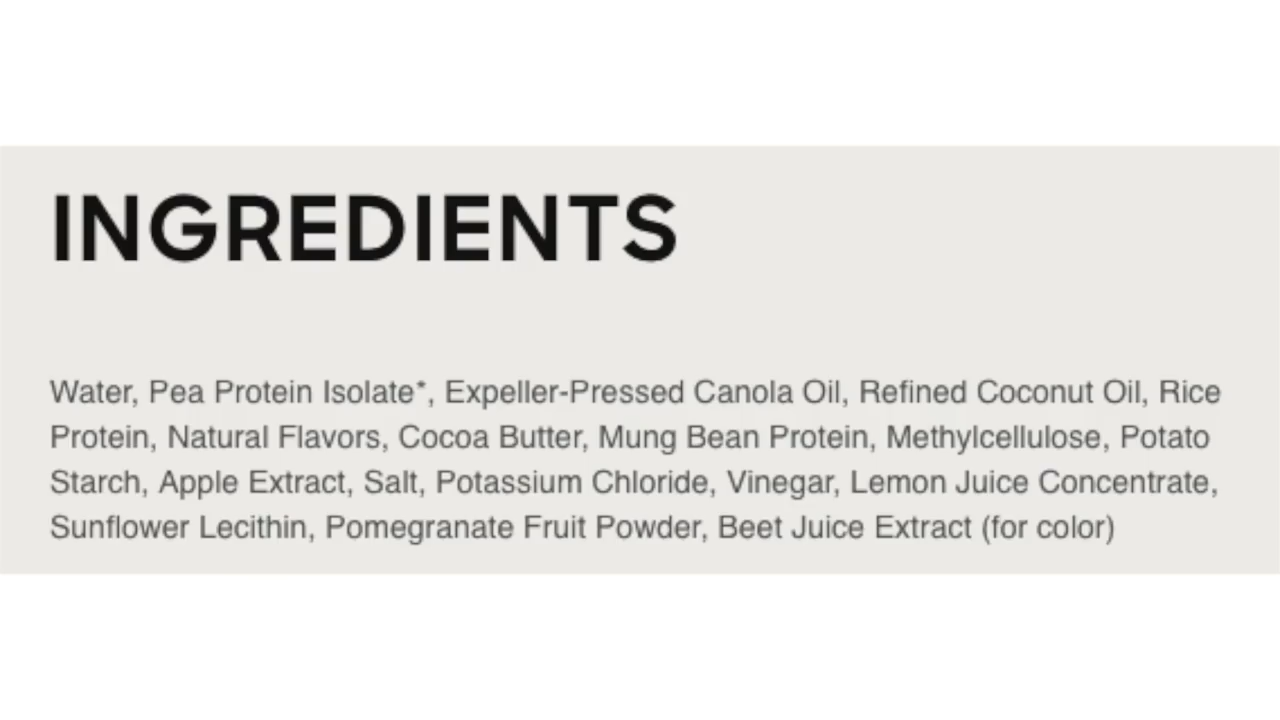 INGREDIENTS
Water, Pea Protein Isolate*, Expeller-Pressed Canola Oil, Refined Coconut Oil, Rice
Protein, Natural Flavors, Cocoa Butter, Mung Bean Protein, Methylcellulose, Potato
Starch, Apple Extract, Salt, Potassium Chloride, Vinegar, Lemon Juice Concentrate,
Sunflower Lecithin, Pomegranate Fruit Powder, Beet Juice Extract (for color)